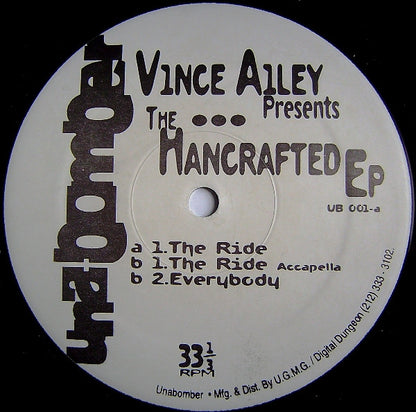 unabomber
Vince Ailey
Presents
The ...
Hancrafted Ep
UB 001-a
a 1.The Ride
b 1.The Ride Accapella
b 2.Everybody
33 1/3
RPM
Unabomber • Mfg. & Dist. By U.G.M.G. / Digital Dungeon (212) 333 - 3102.